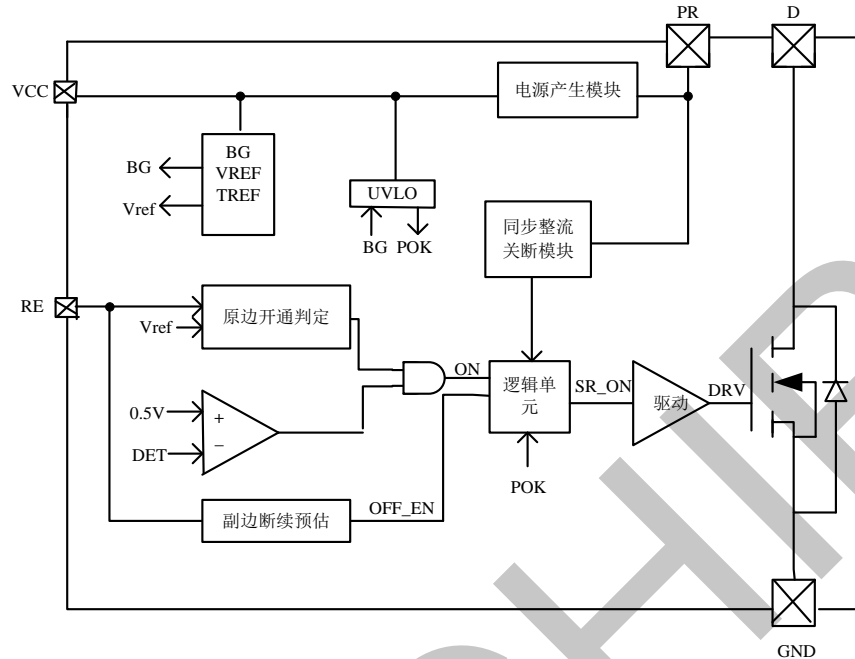 PR
D
VCC
电源产生模块
BG
VREF
TREF
BG
Vref
UVLO
BG
POK
同步整流
关断模块
RE
原边开通判定
Vref
ON
逻辑单
元
SR_ON
驱动
DRV
0.5V
+
−
DET
POK
副边断续预估
OFF_EN
GND